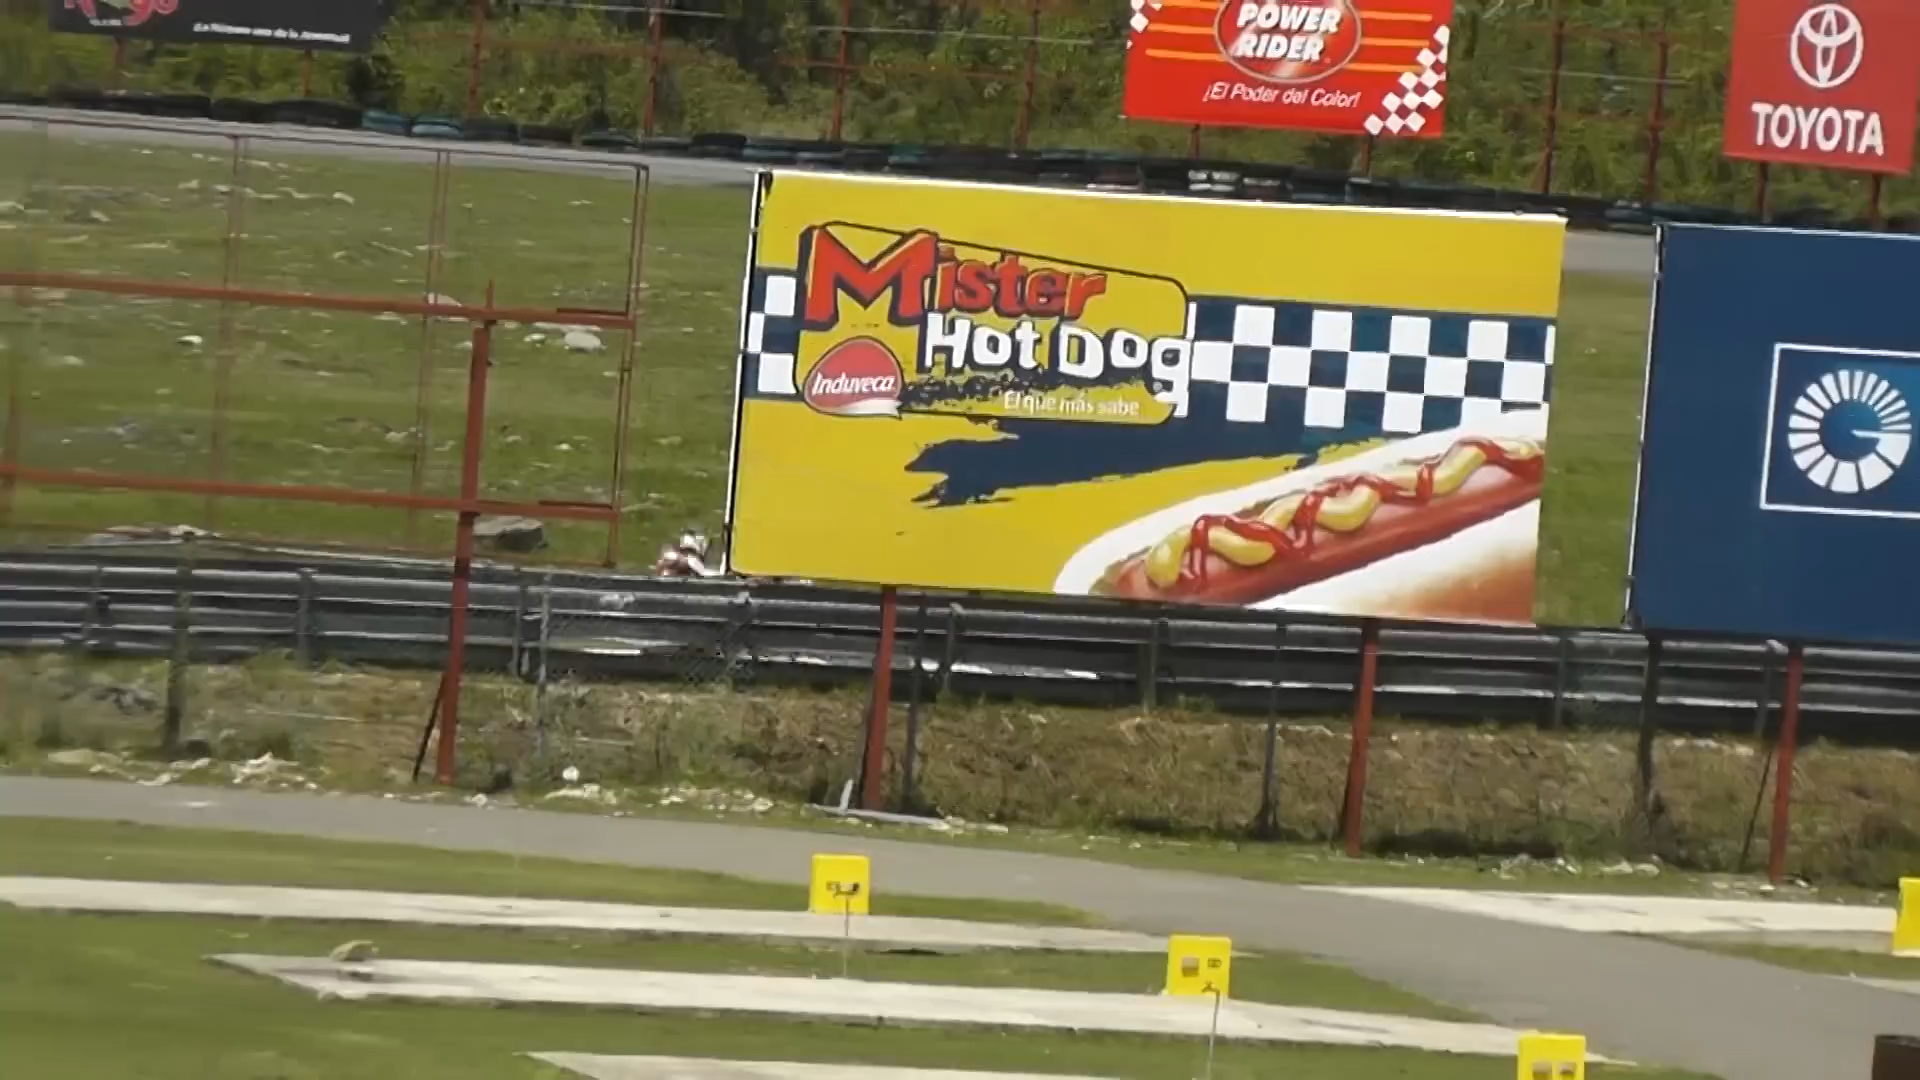 POWER
RIDER
¡El Poder del Color!
TOYOTA
Mister
Hot Dog
Induveca
El que más sabe